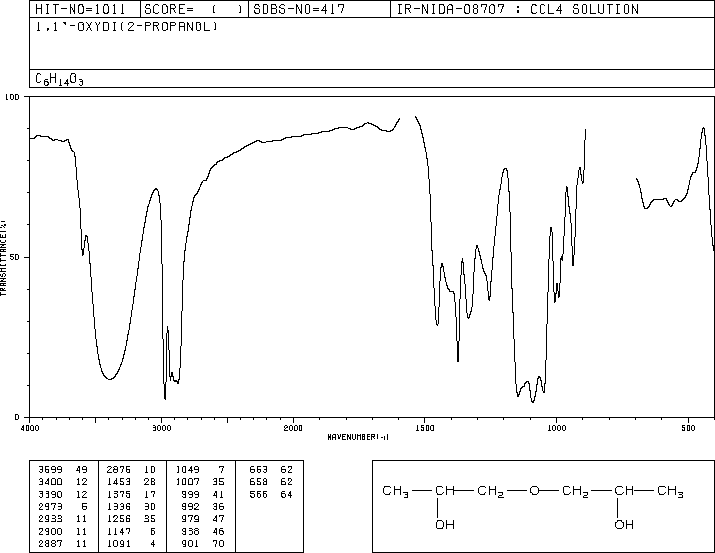 HIT-NO=1011 SCORE= ( ) SDBS-NO=417 IR-NIDA-08707 : CCL4 SOLUTION
1,1'-OXYDI(2-PROPANOL)
C6H14O3
100
TRANSMITTANCE(%)
50
0
4000 3000 2000 1500 1000 500
WAVENUMBER(-1)
3599 49 2876 10 1049 7 663 62
3400 12 1453 28 1007 35 658 62
3390 12 1375 17 999 41 566 64
2973 5 1336 30 992 36
2933 11 1256 35 979 47
2900 11 1147 6 938 46
2887 11 1091 4 901 70
CH3 CH CH2 O CH2 CH CH3
OH OH